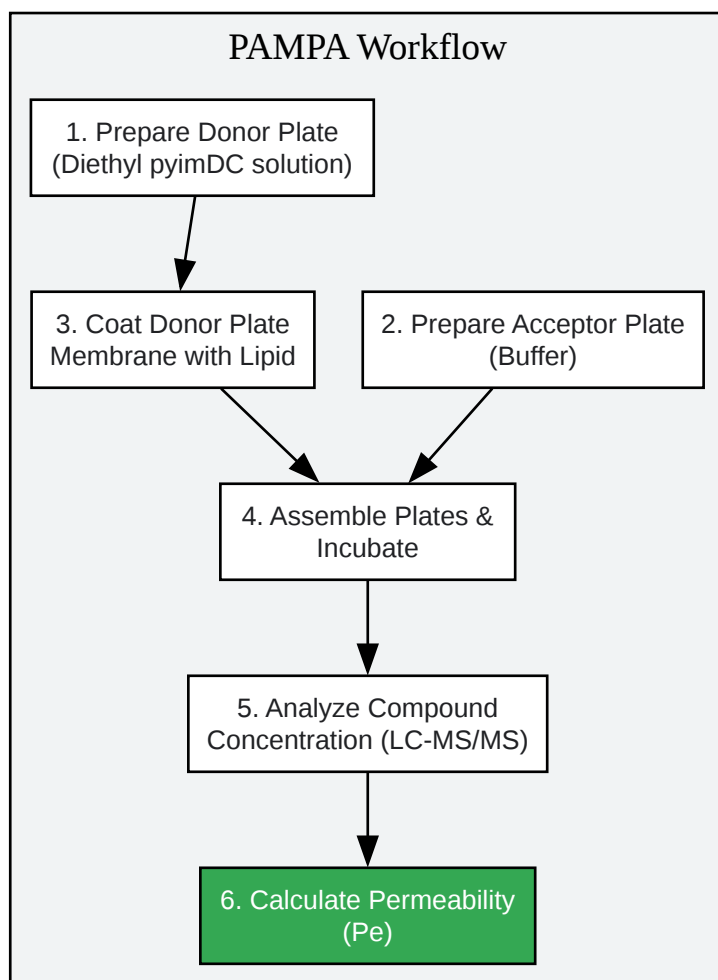 PAMPA Workflow
1. Prepare Donor Plate
(Diethyl pyimDC solution)
3. Coat Donor Plate
Membrane with Lipid
2. Prepare Acceptor Plate
(Buffer)
4. Assemble Plates &
Incubate
5. Analyze Compound
Concentration (LC-MS/MS)
6. Calculate Permeability
(Pe)